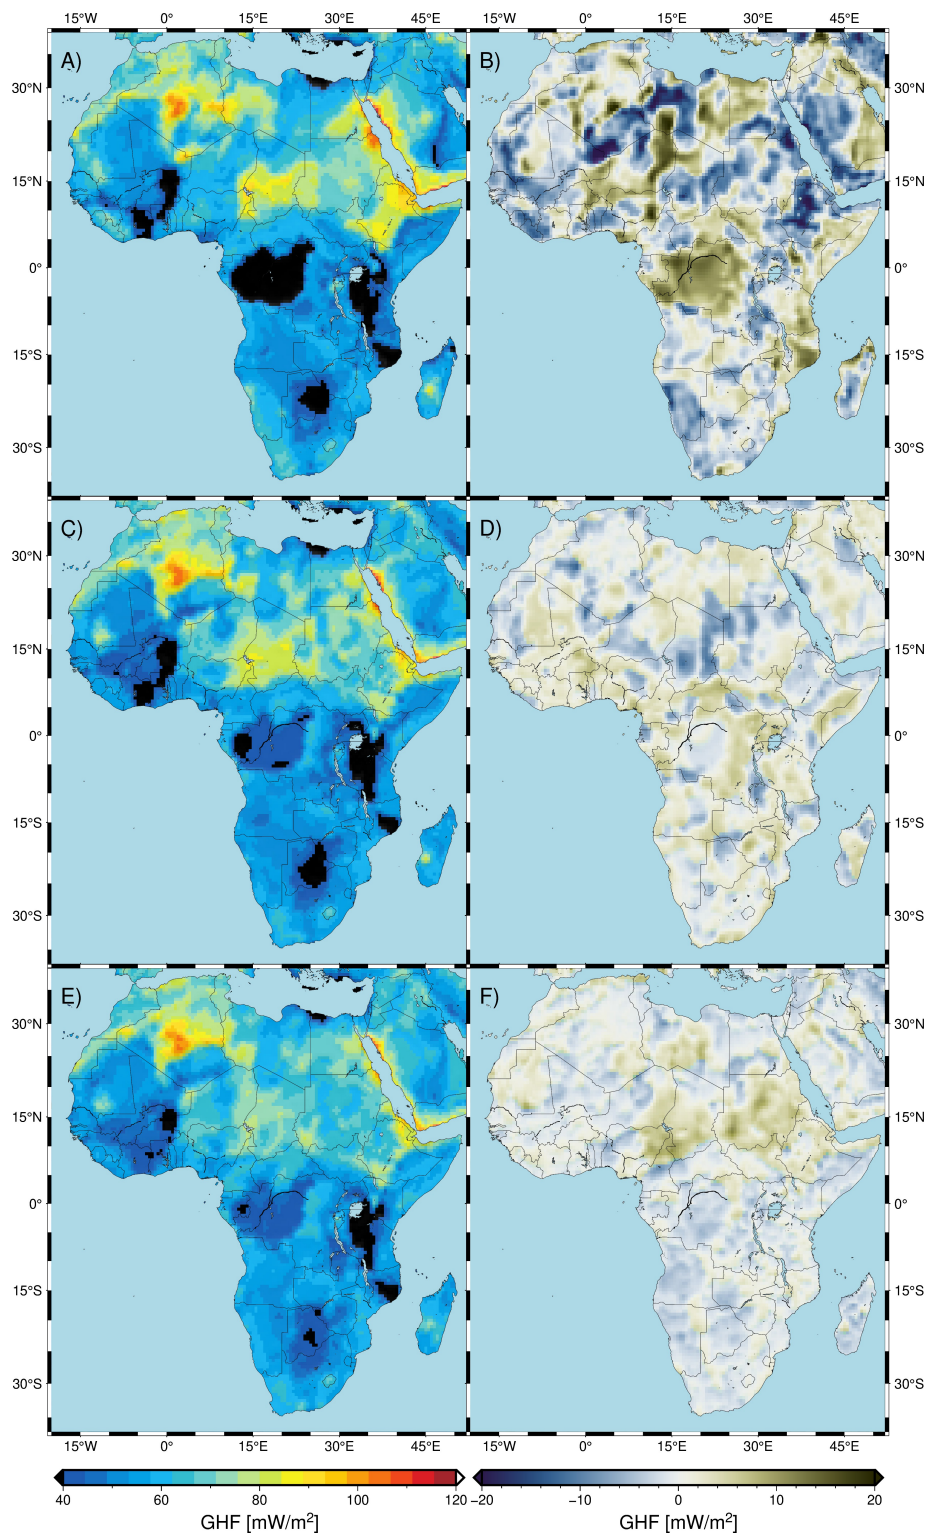 15°W 0° 15°E 30°E 45°E 15°W 0° 15°E 30°E 45°E
A) B)
30°N 30°N
15°N 15°N
0° 0°
15°S 15°S
30°S 30°S
C) D)
30°N 30°N
15°N 15°N
0° 0°
15°S 15°S
30°S 30°S
E) F)
30°N 30°N
15°N 15°N
0° 0°
15°S 15°S
30°S 30°S
15°W 0° 15°E 30°E 45°E 15°W 0° 15°E 30°E 45°E
40 60 80 100 120 −20 −10 0 10 20
GHF [mW/m²] GHF [mW/m²]